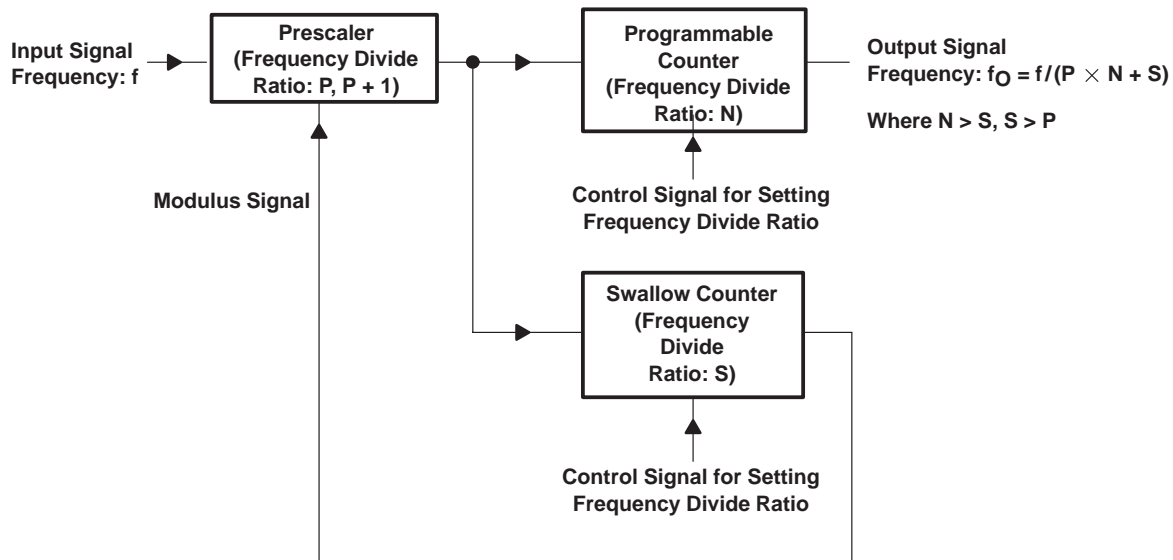 Input Signal
Frequency: f
Prescaler
(Frequency Divide
Ratio: P, P + 1)
Programmable
Counter
(Frequency Divide
Ratio: N)
Output Signal
Frequency: fO = f/(P × N + S)
Where N > S, S > P
Modulus Signal
Control Signal for Setting
Frequency Divide Ratio
Swallow Counter
(Frequency
Divide
Ratio: S)
Control Signal for Setting
Frequency Divide Ratio